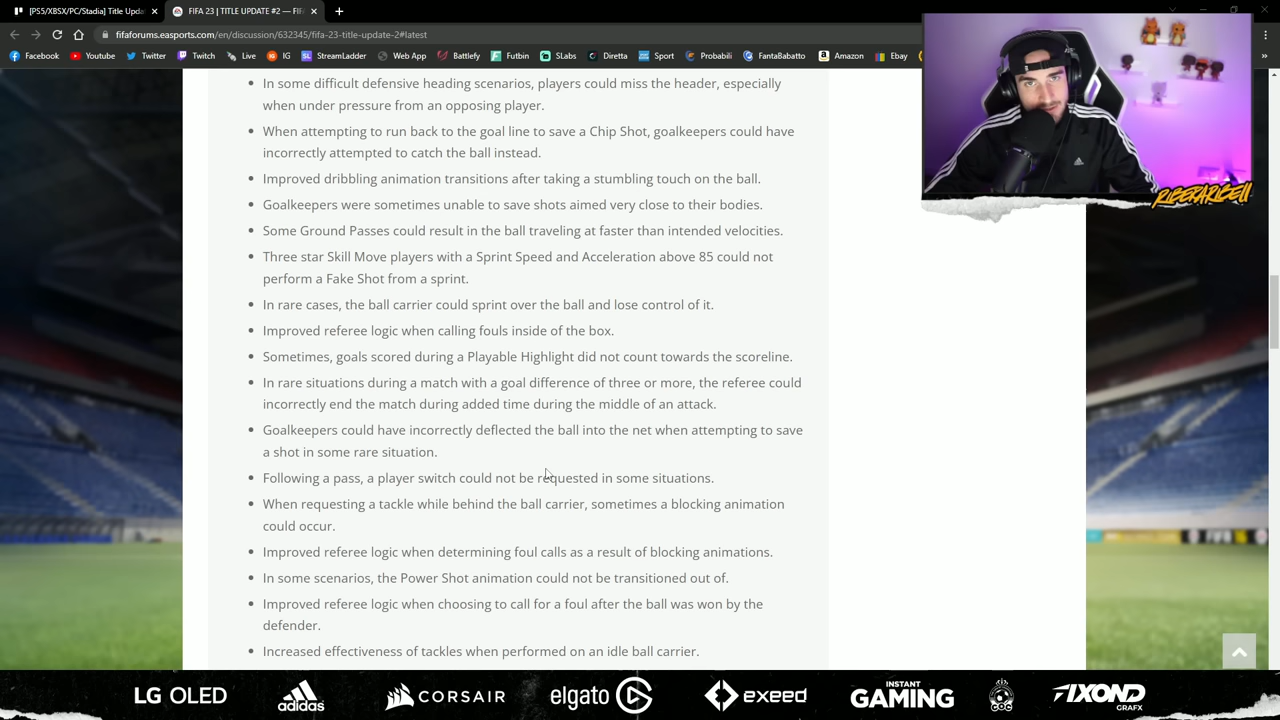 [PS5/XBSX/PC/Stadia] Title Upda
FIFA 23 | TITLE UPDATE #2 — FIF
fifaforums.easports.com/en/discussion/632345/fifa-23-title-update-2#latest
Facebook
Youtube
Twitter
Twitch
Live
IG
StreamLadder
Web App
Battlefy
Futbin
SLabs
Diretta
Sport
Probabili
FantaBabatto
Amazon
Ebay
In some difficult defensive heading scenarios, players could miss the header, especially
when under pressure from an opposing player.
When attempting to run back to the goal line to save a Chip Shot, goalkeepers could have
incorrectly attempted to catch the ball instead.
Improved dribbling animation transitions after taking a stumbling touch on the ball.
Goalkeepers were sometimes unable to save shots aimed very close to their bodies.
Some Ground Passes could result in the ball traveling at faster than intended velocities.
Three star Skill Move players with a Sprint Speed and Acceleration above 85 could not
perform a Fake Shot from a sprint.
In rare cases, the ball carrier could sprint over the ball and lose control of it.
Improved referee logic when calling fouls inside of the box.
Sometimes, goals scored during a Playable Highlight did not count towards the scoreline.
In rare situations during a match with a goal difference of three or more, the referee could
incorrectly end the match during added time during the middle of an attack.
Goalkeepers could have incorrectly deflected the ball into the net when attempting to save
a shot in some rare situation.
Following a pass, a player switch could not be requested in some situations.
When requesting a tackle while behind the ball carrier, sometimes a blocking animation
could occur.
Improved referee logic when determining foul calls as a result of blocking animations.
In some scenarios, the Power Shot animation could not be transitioned out of.
Improved referee logic when choosing to call for a foul after the ball was won by the
defender.
Increased effectiveness of tackles when performed on an idle ball carrier.
adidas
RIBERARIBELL
LG OLED
adidas
CORSAIR
elgato
exeed
INSTANT
GAMING
FIXOND
GRAFX